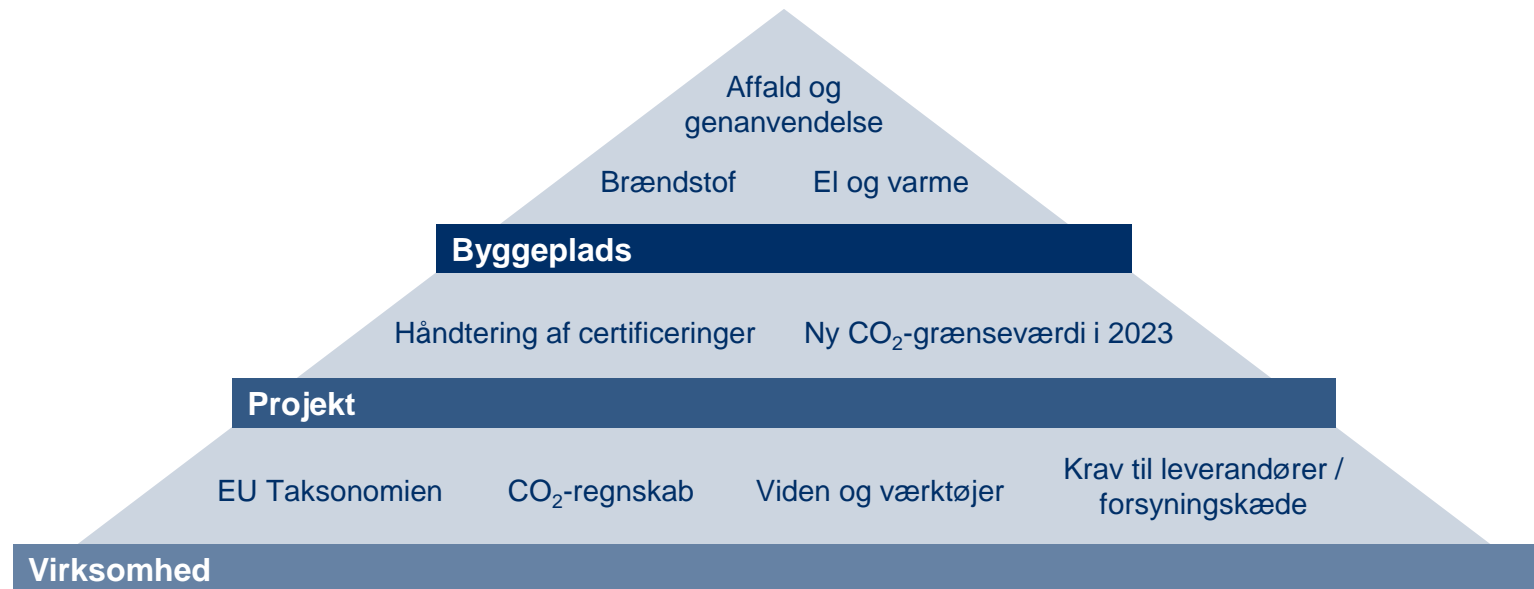 Affald og
genanvendelse
Brændstof El og varme
Byggeplads
Håndtering af certificeringer Ny CO₂-grænseværdi i 2023
Projekt
EU Taksonomien CO₂-regnskab Viden og værktøjer Krav til leverandører /
forsyningskæde
Virksomhed